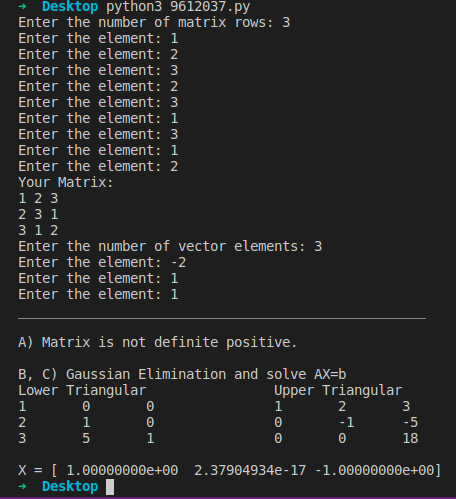 ➜  Desktop python3 9612037.py
Enter the number of matrix rows: 3
Enter the element: 1
Enter the element: 2
Enter the element: 3
Enter the element: 2
Enter the element: 3
Enter the element: 1
Enter the element: 3
Enter the element: 1
Enter the element: 2
Your Matrix:
1 2 3
2 3 1
3 1 2
Enter the number of vector elements: 3
Enter the element: -2
Enter the element: 1
Enter the element: 1
A) Matrix is not definite positive.
B, C) Gaussian Elimination and solve AX=b
Lower Triangular                Upper Triangular
1       0       0               1       2       3
2       1       0               0       -1      -5
3       5       1               0       0       18
X = [ 1.00000000e+00  2.37904934e-17 -1.00000000e+00]
➜  Desktop